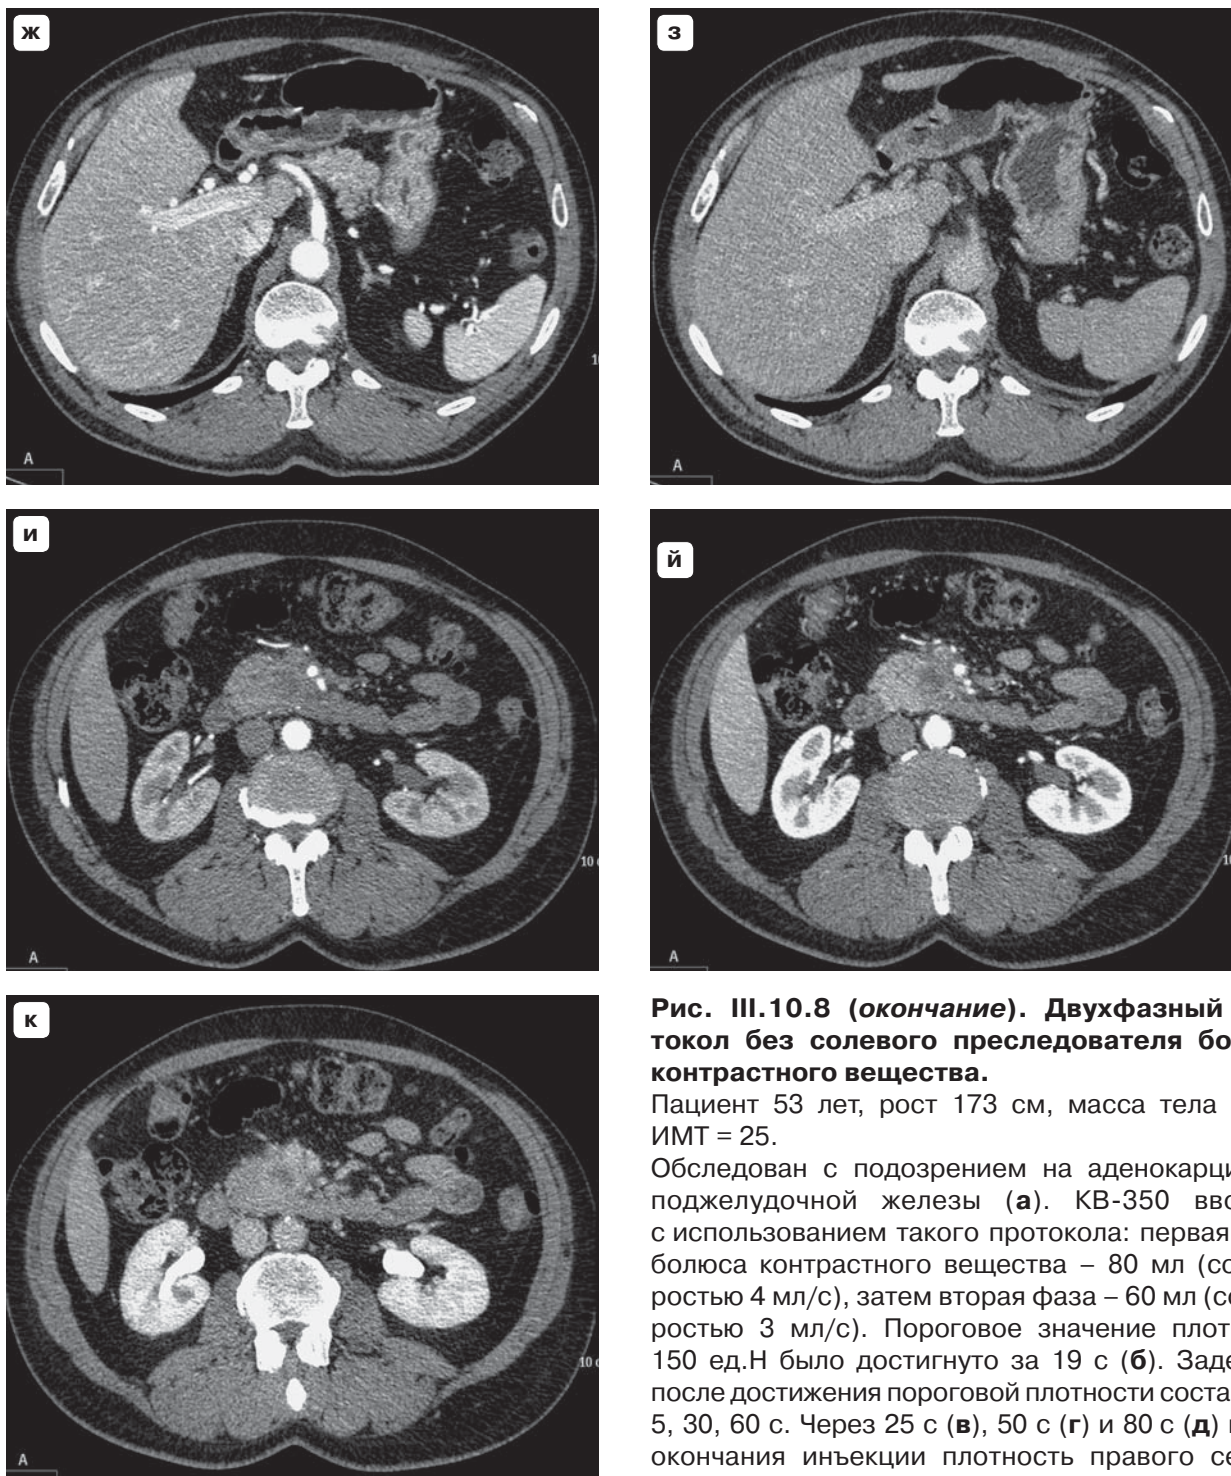 ж
з
1
А
А
и
й
10 с
1
А
А
к
10 с
А
Рис. III.10.8 (окончание). Двухфазный
токол без солевого преследователя бо
контрастного вещества.
Пациент 53 лет, рост 173 см, масса тела
ИМТ = 25.
Обследован с подозрением на аденокарци
поджелудочной железы (а). КВ-350 вво
с использованием такого протокола: первая
болюса контрастного вещества – 80 мл (со
ростью 4 мл/с), затем вторая фаза – 60 мл (со
ростью 3 мл/с). Пороговое значение плот
150 ед.Н было достигнуто за 19 с (б). Заде
после достижения пороговой плотности соста
5, 30, 60 с. Через 25 с (в), 50 с (г) и 80 с (д)
окончания инъекции плотность правого се